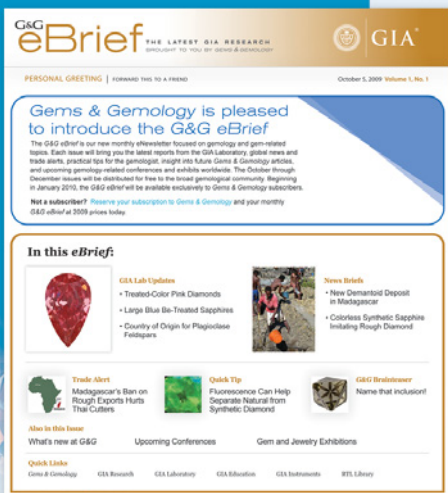 G&G
eBrief
THE LATEST GIA RESEARCH
BROUGHT TO YOU BY GEMS & GEMOLOGY
GIA®
PERSONAL GREETING | FORWARD THIS TO A FRIEND
October 5, 2009 Volume 1, No. 1
Gems & Gemology is pleased
to introduce the G&G eBrief
The G&G eBrief is our new monthly eNewsletter focused on gemology and gem-related
topics. Each issue will bring you the latest reports from the GIA Laboratory, global news and
trade alerts, practical tips for the gemologist, insight into future Gems & Gemology articles,
and upcoming gemology-related conferences and exhibits worldwide. The October through
December issues will be distributed for free to the broad gemological community. Beginning
in January 2010, the G&G eBrief will be available exclusively to Gems & Gemology subscribers.
Not a subscriber? Reserve your subscription to Gems & Gemology and your monthly
G&G eBrief at 2009 prices today.
In this eBrief:
GIA Lab Updates
• Treated-Color Pink Diamonds
• Large Blue Be-Treated Sapphires
• Country of Origin for Plagioclase
Feldspars
News Briefs
• New Demantoid Deposit
in Madagascar
• Colorless Synthetic Sapphire
Imitating Rough Diamond
Trade Alert
Madagascar's Ban on
Rough Exports Hurts
Thai Cutters
Quick Tip
Fluorescence Can Help
Separate Natural from
Synthetic Diamond
G&G Brainteaser
Name that inclusion!
Also in this Issue
What's new at G&G Upcoming Conferences Gem and Jewelry Exhibitions
Quick Links
Gems & Gemology GIA Research GIA Laboratory GIA Education GIA Instruments RTL Library